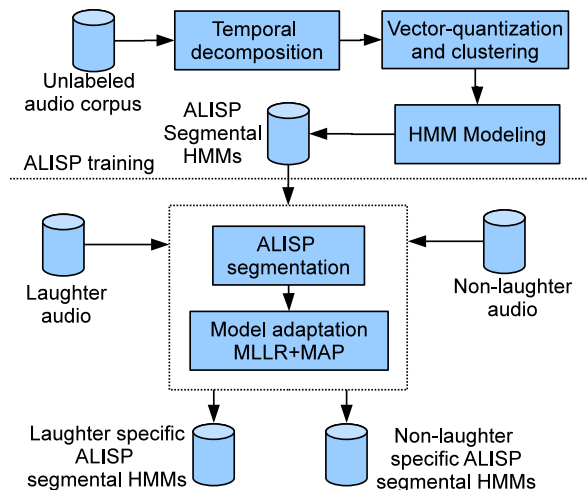 Unlabeled
audio corpus
Temporal
decomposition
Vector-quantization
and clustering
ALISP
Segmental
HMMs
HMM Modeling
ALISP training
Laughter
audio
ALISP
segmentation
Model adaptation
MLLR+MAP
Non-laughter
audio
Laughter specific
ALISP
segmental HMMs
Non-laughter
specific ALISP
segmental HMMs